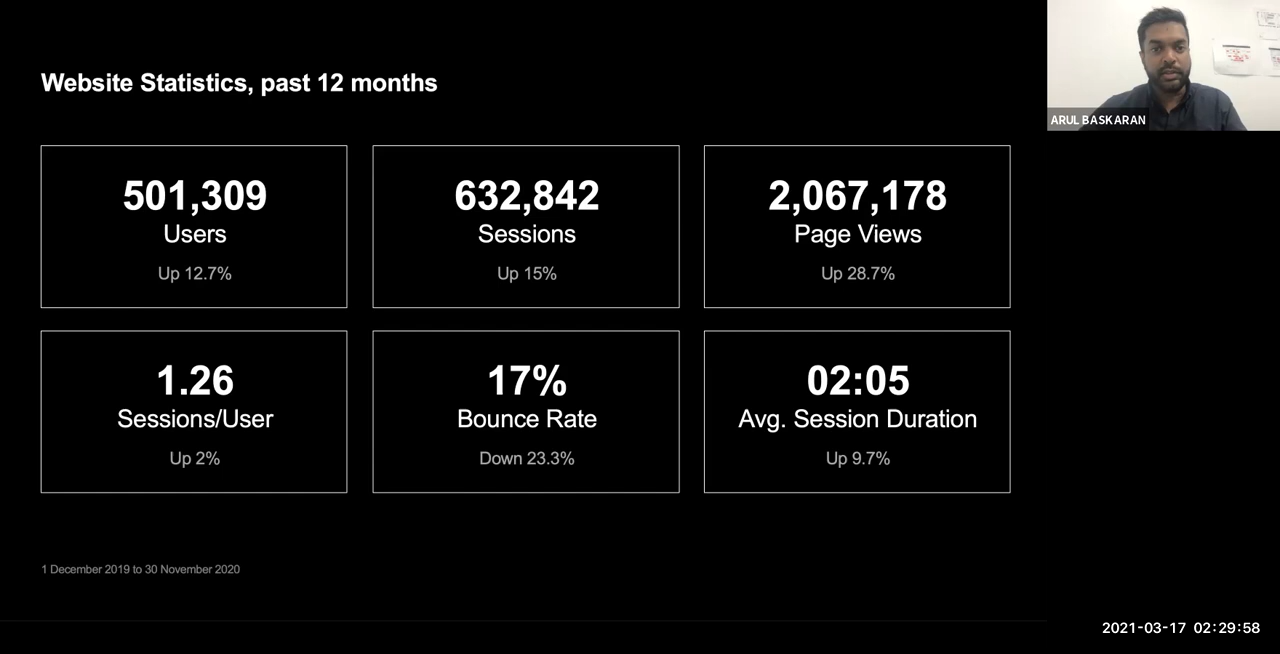 Website Statistics, past 12 months
501,309
Users
Up 12.7%
632,842
Sessions
Up 15%
2,067,178
Page Views
Up 28.7%
1.26
Sessions/User
Up 2%
17%
Bounce Rate
Down 23.3%
02:05
Avg. Session Duration
Up 9.7%
1 December 2019 to 30 November 2020
ARUL BASKARAN
2021-03-17 02:29:58